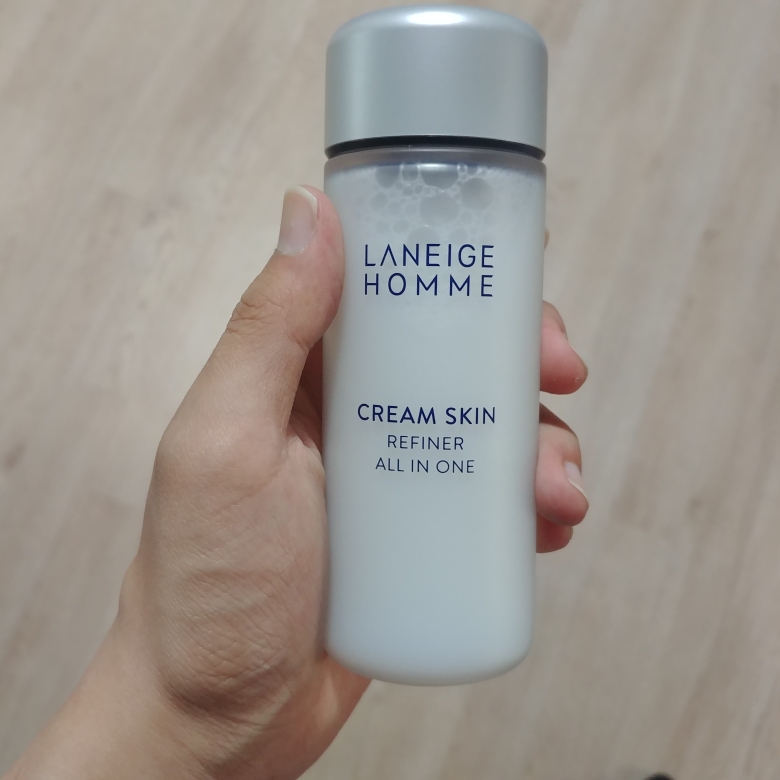 LANEIGE
HOMME
CREAM SKIN
REFINER
ALL IN ONE